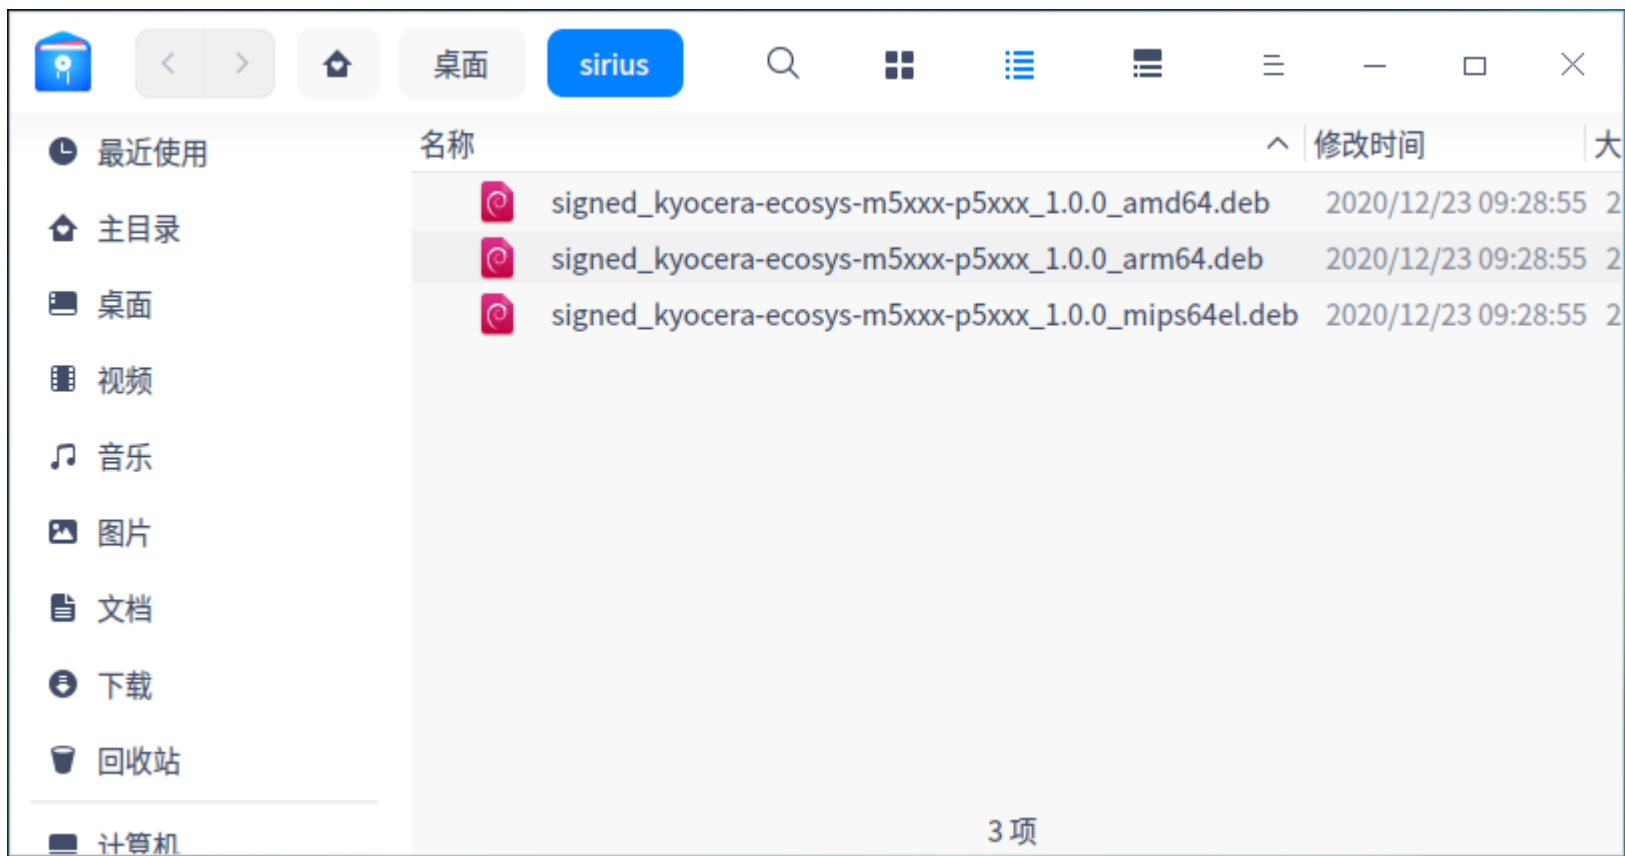 桌面 sirius
名称 修改时间 大
最近使用
主目录
桌面
视频
音乐
图片
文档
下载
回收站
计算机
signed_kyocera-ecosys-m5xxx-p5xxx_1.0.0_amd64.deb 2020/12/23 09:28:55 2
signed_kyocera-ecosys-m5xxx-p5xxx_1.0.0_arm64.deb 2020/12/23 09:28:55 2
signed_kyocera-ecosys-m5xxx-p5xxx_1.0.0_mips64el.deb 2020/12/23 09:28:55 2
3 项